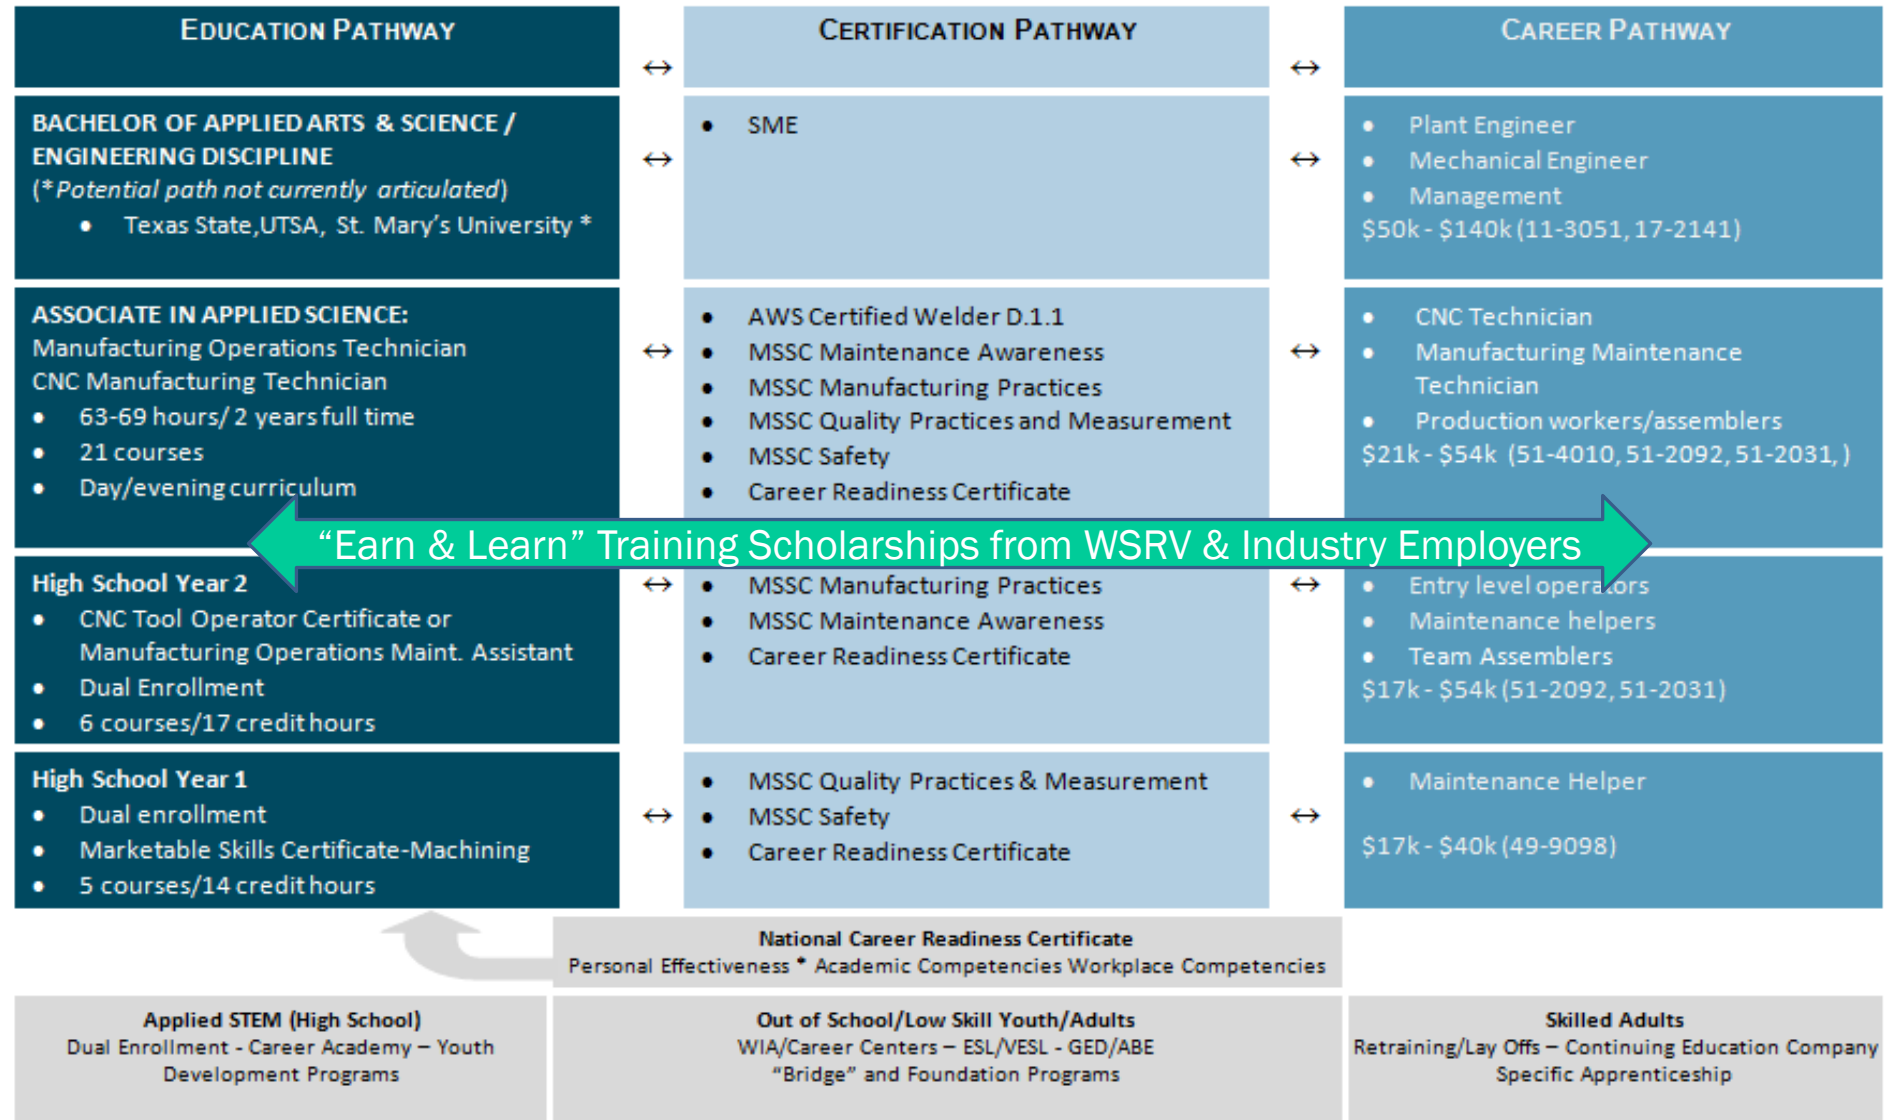 EDUCATION PATHWAY
↔
CERTIFICATION PATHWAY
↔
CAREER PATHWAY
BACHELOR OF APPLIED ARTS & SCIENCE /
ENGINEERING DISCIPLINE
(*Potential path not currently articulated)
• Texas State,UTSA, St. Mary's University *
↔
• SME
↔
• Plant Engineer
• Mechanical Engineer
• Management
$50k - $140k (11-3051, 17-2141)
ASSOCIATE IN APPLIED SCIENCE:
Manufacturing Operations Technician
CNC Manufacturing Technician
• 63-69 hours/ 2 years full time
• 21 courses
• Day/evening curriculum
↔
• AWS Certified Welder D.1.1
• MSSC Maintenance Awareness
• MSSC Manufacturing Practices
• MSSC Quality Practices and Measurement
• MSSC Safety
• Career Readiness Certificate
↔
• CNC Technician
• Manufacturing Maintenance
Technician
• Production workers/assemblers
$21k - $54k (51-4010, 51-2092, 51-2031, )
“Earn & Learn” Training Scholarships from WSRV & Industry Employers
High School Year 2
• CNC Tool Operator Certificate or
Manufacturing Operations Maint. Assistant
• Dual Enrollment
• 6 courses/17 credit hours
↔
• MSSC Manufacturing Practices
• MSSC Maintenance Awareness
• Career Readiness Certificate
↔
• Entry level operators
• Maintenance helpers
• Team Assemblers
$17k - $54k (51-2092, 51-2031)
High School Year 1
• Dual enrollment
• Marketable Skills Certificate-Machining
• 5 courses/14 credit hours
↔
• MSSC Quality Practices & Measurement
• MSSC Safety
• Career Readiness Certificate
↔
• Maintenance Helper
$17k - $40k (49-9098)
National Career Readiness Certificate
Personal Effectiveness * Academic Competencies Workplace Competencies
Applied STEM (High School)
Dual Enrollment - Career Academy – Youth
Development Programs
Out of School/Low Skill Youth/Adults
WIA/Career Centers – ESL/VESL - GED/ABE
“Bridge” and Foundation Programs
Skilled Adults
Retraining/Lay Offs – Continuing Education Company
Specific Apprenticeship